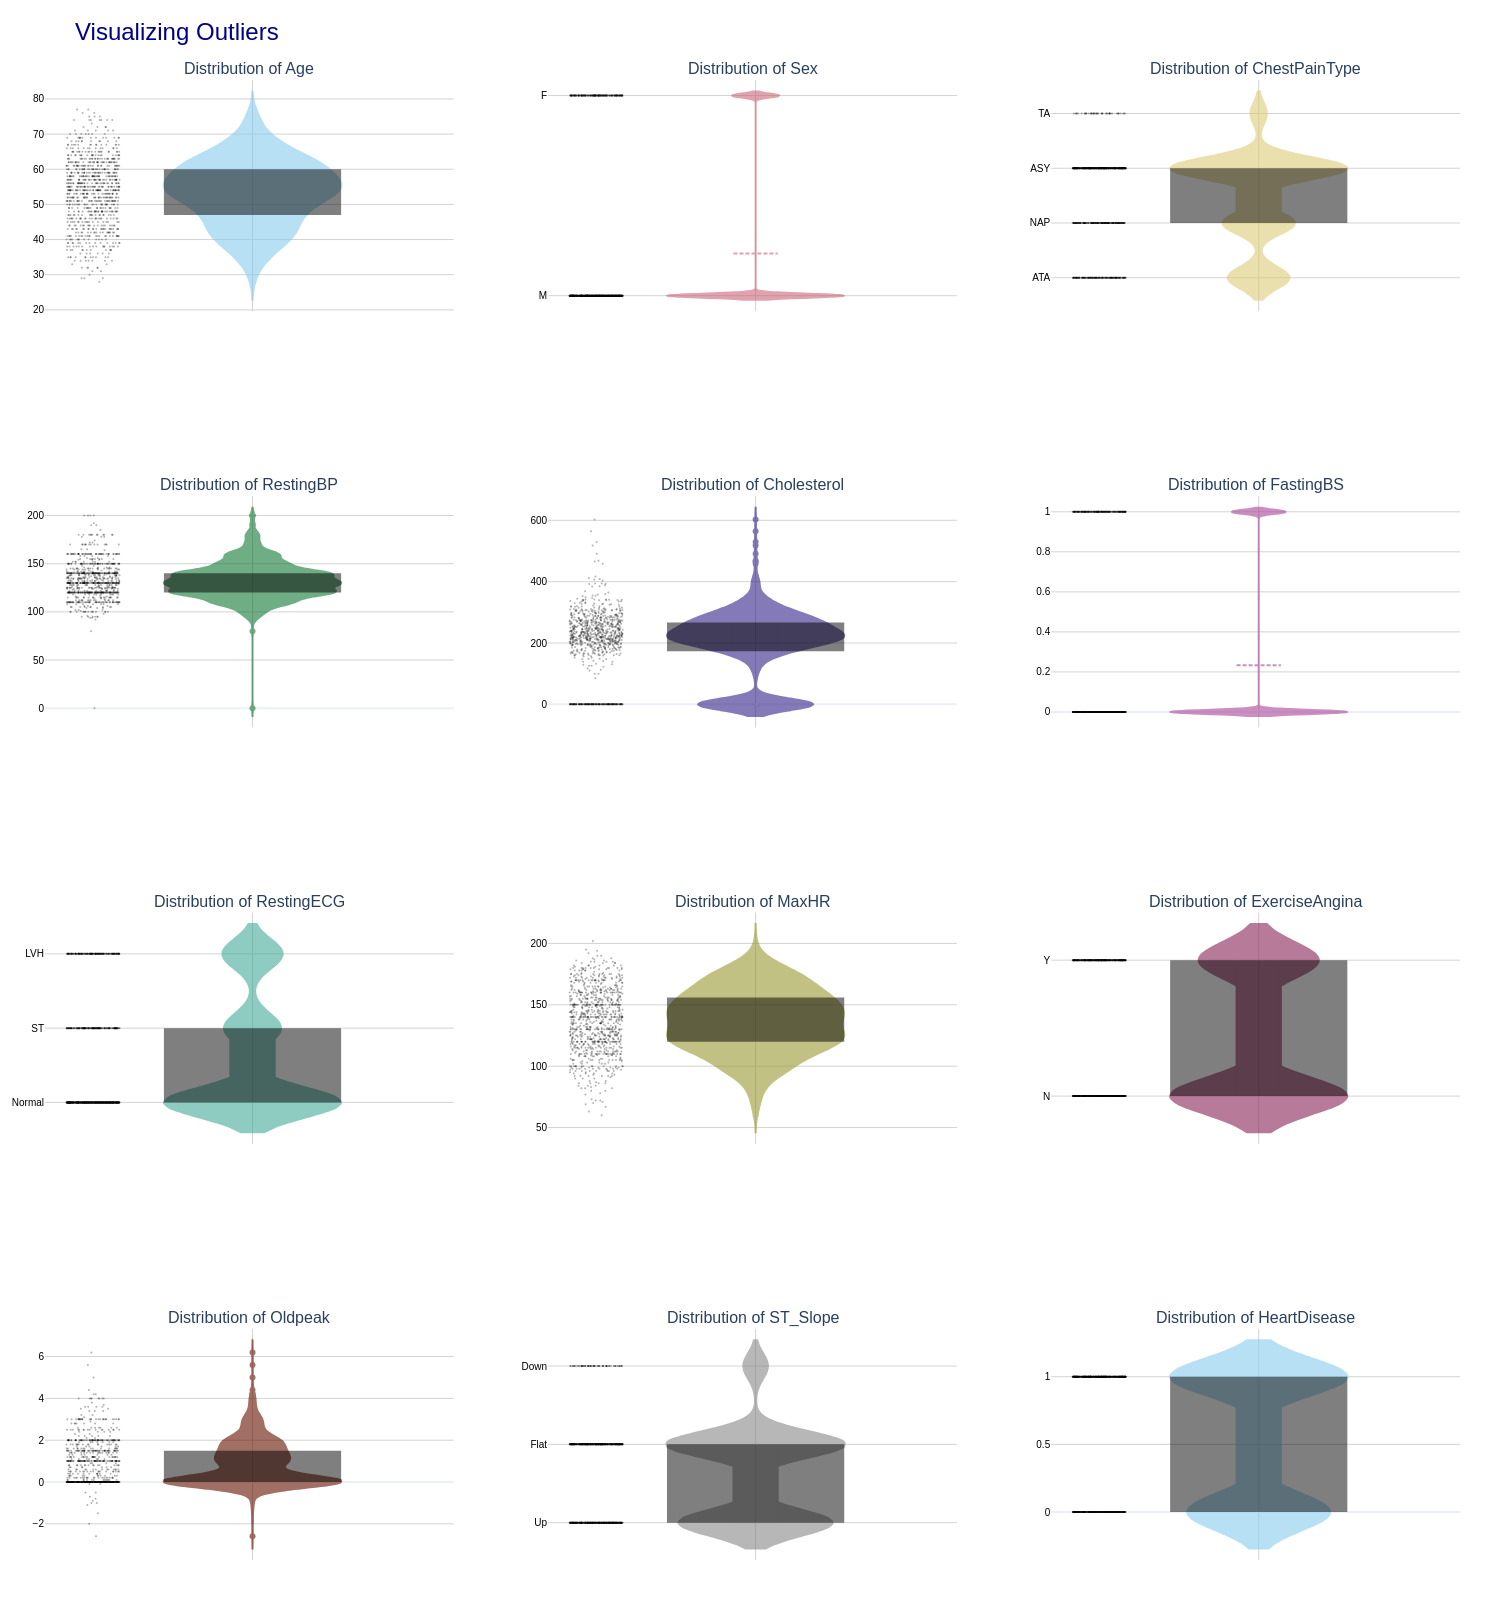 Visualizing Outliers
Distribution of Age
Distribution of Sex
Distribution of ChestPainType
80
70
60
50
40
30
20
F
M
TA
ASY
NAP
ATA
Distribution of RestingBP
Distribution of Cholesterol
Distribution of FastingBS
200
150
100
50
0
600
400
200
0
1
0.8
0.6
0.4
0.2
0
Distribution of RestingECG
Distribution of MaxHR
Distribution of ExerciseAngina
LVH
ST
Normal
200
150
100
50
Y
N
Distribution of Oldpeak
Distribution of ST_Slope
Distribution of HeartDisease
6
4
2
0
−2
Down
Flat
Up
1
0.5
0